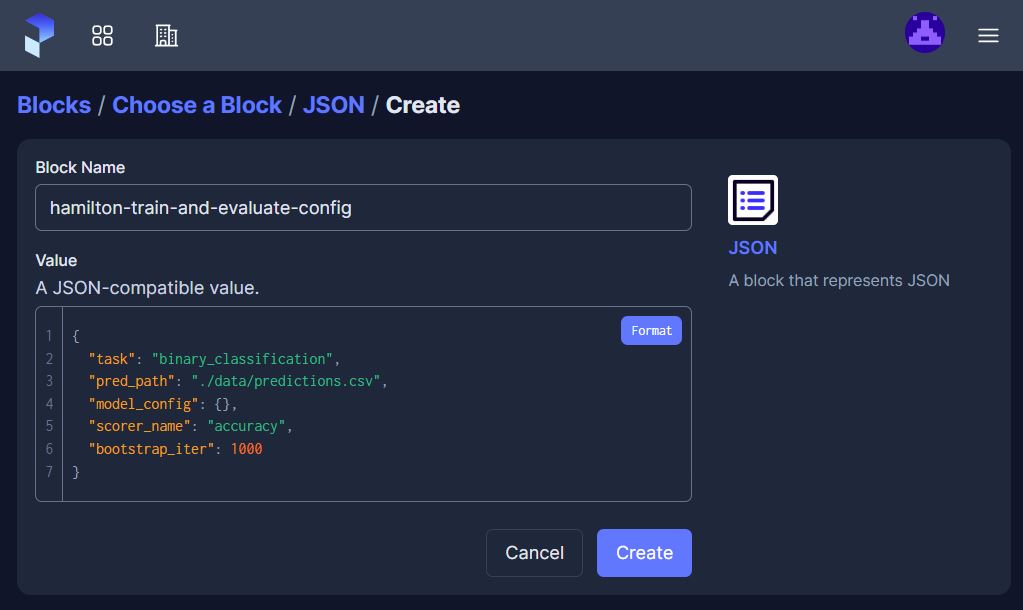 Blocks / Choose a Block / JSON / Create
Block Name
hamilton-train-and-evaluate-config
Value
A JSON-compatible value.
Format
1 {
2 "task": "binary_classification",
3 "pred_path": "./data/predictions.csv",
4 "model_config": {},
5 "scorer_name": "accuracy",
6 "bootstrap_iter": 1000
7 }
Cancel
Create
JSON
A block that represents JSON